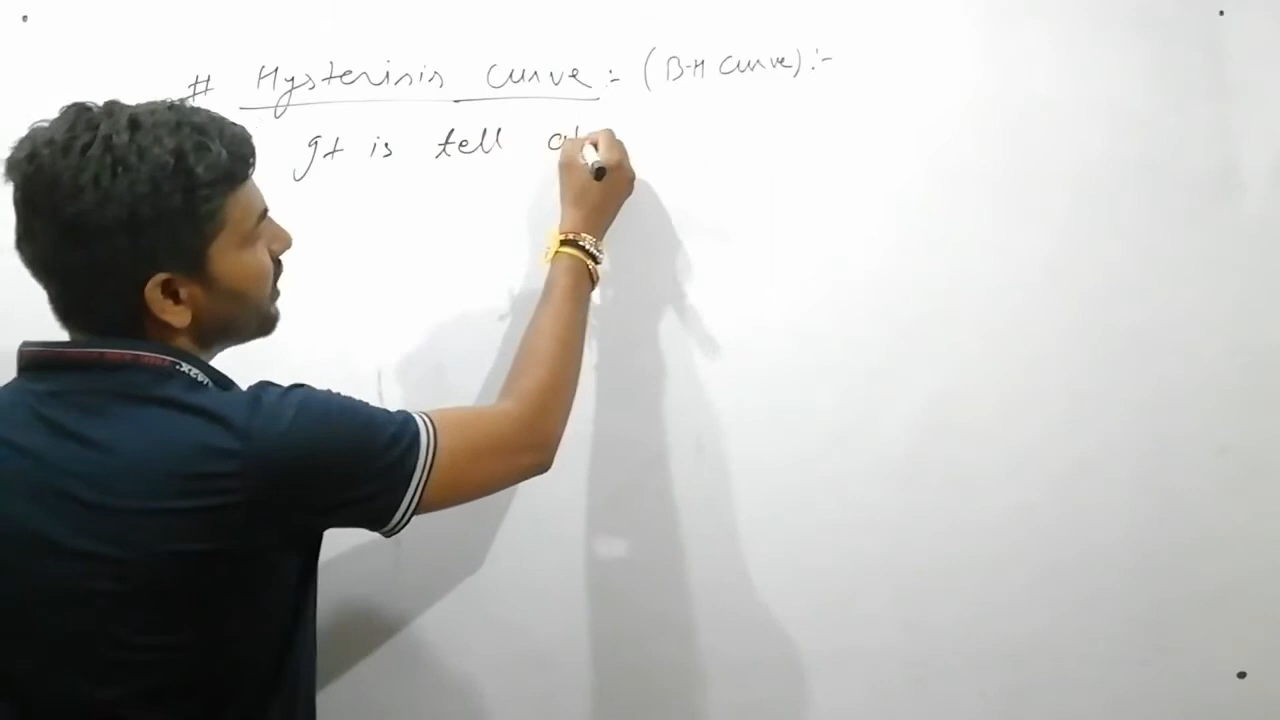 # Hysterisis curve :- (B-H curve) :-
It is tell